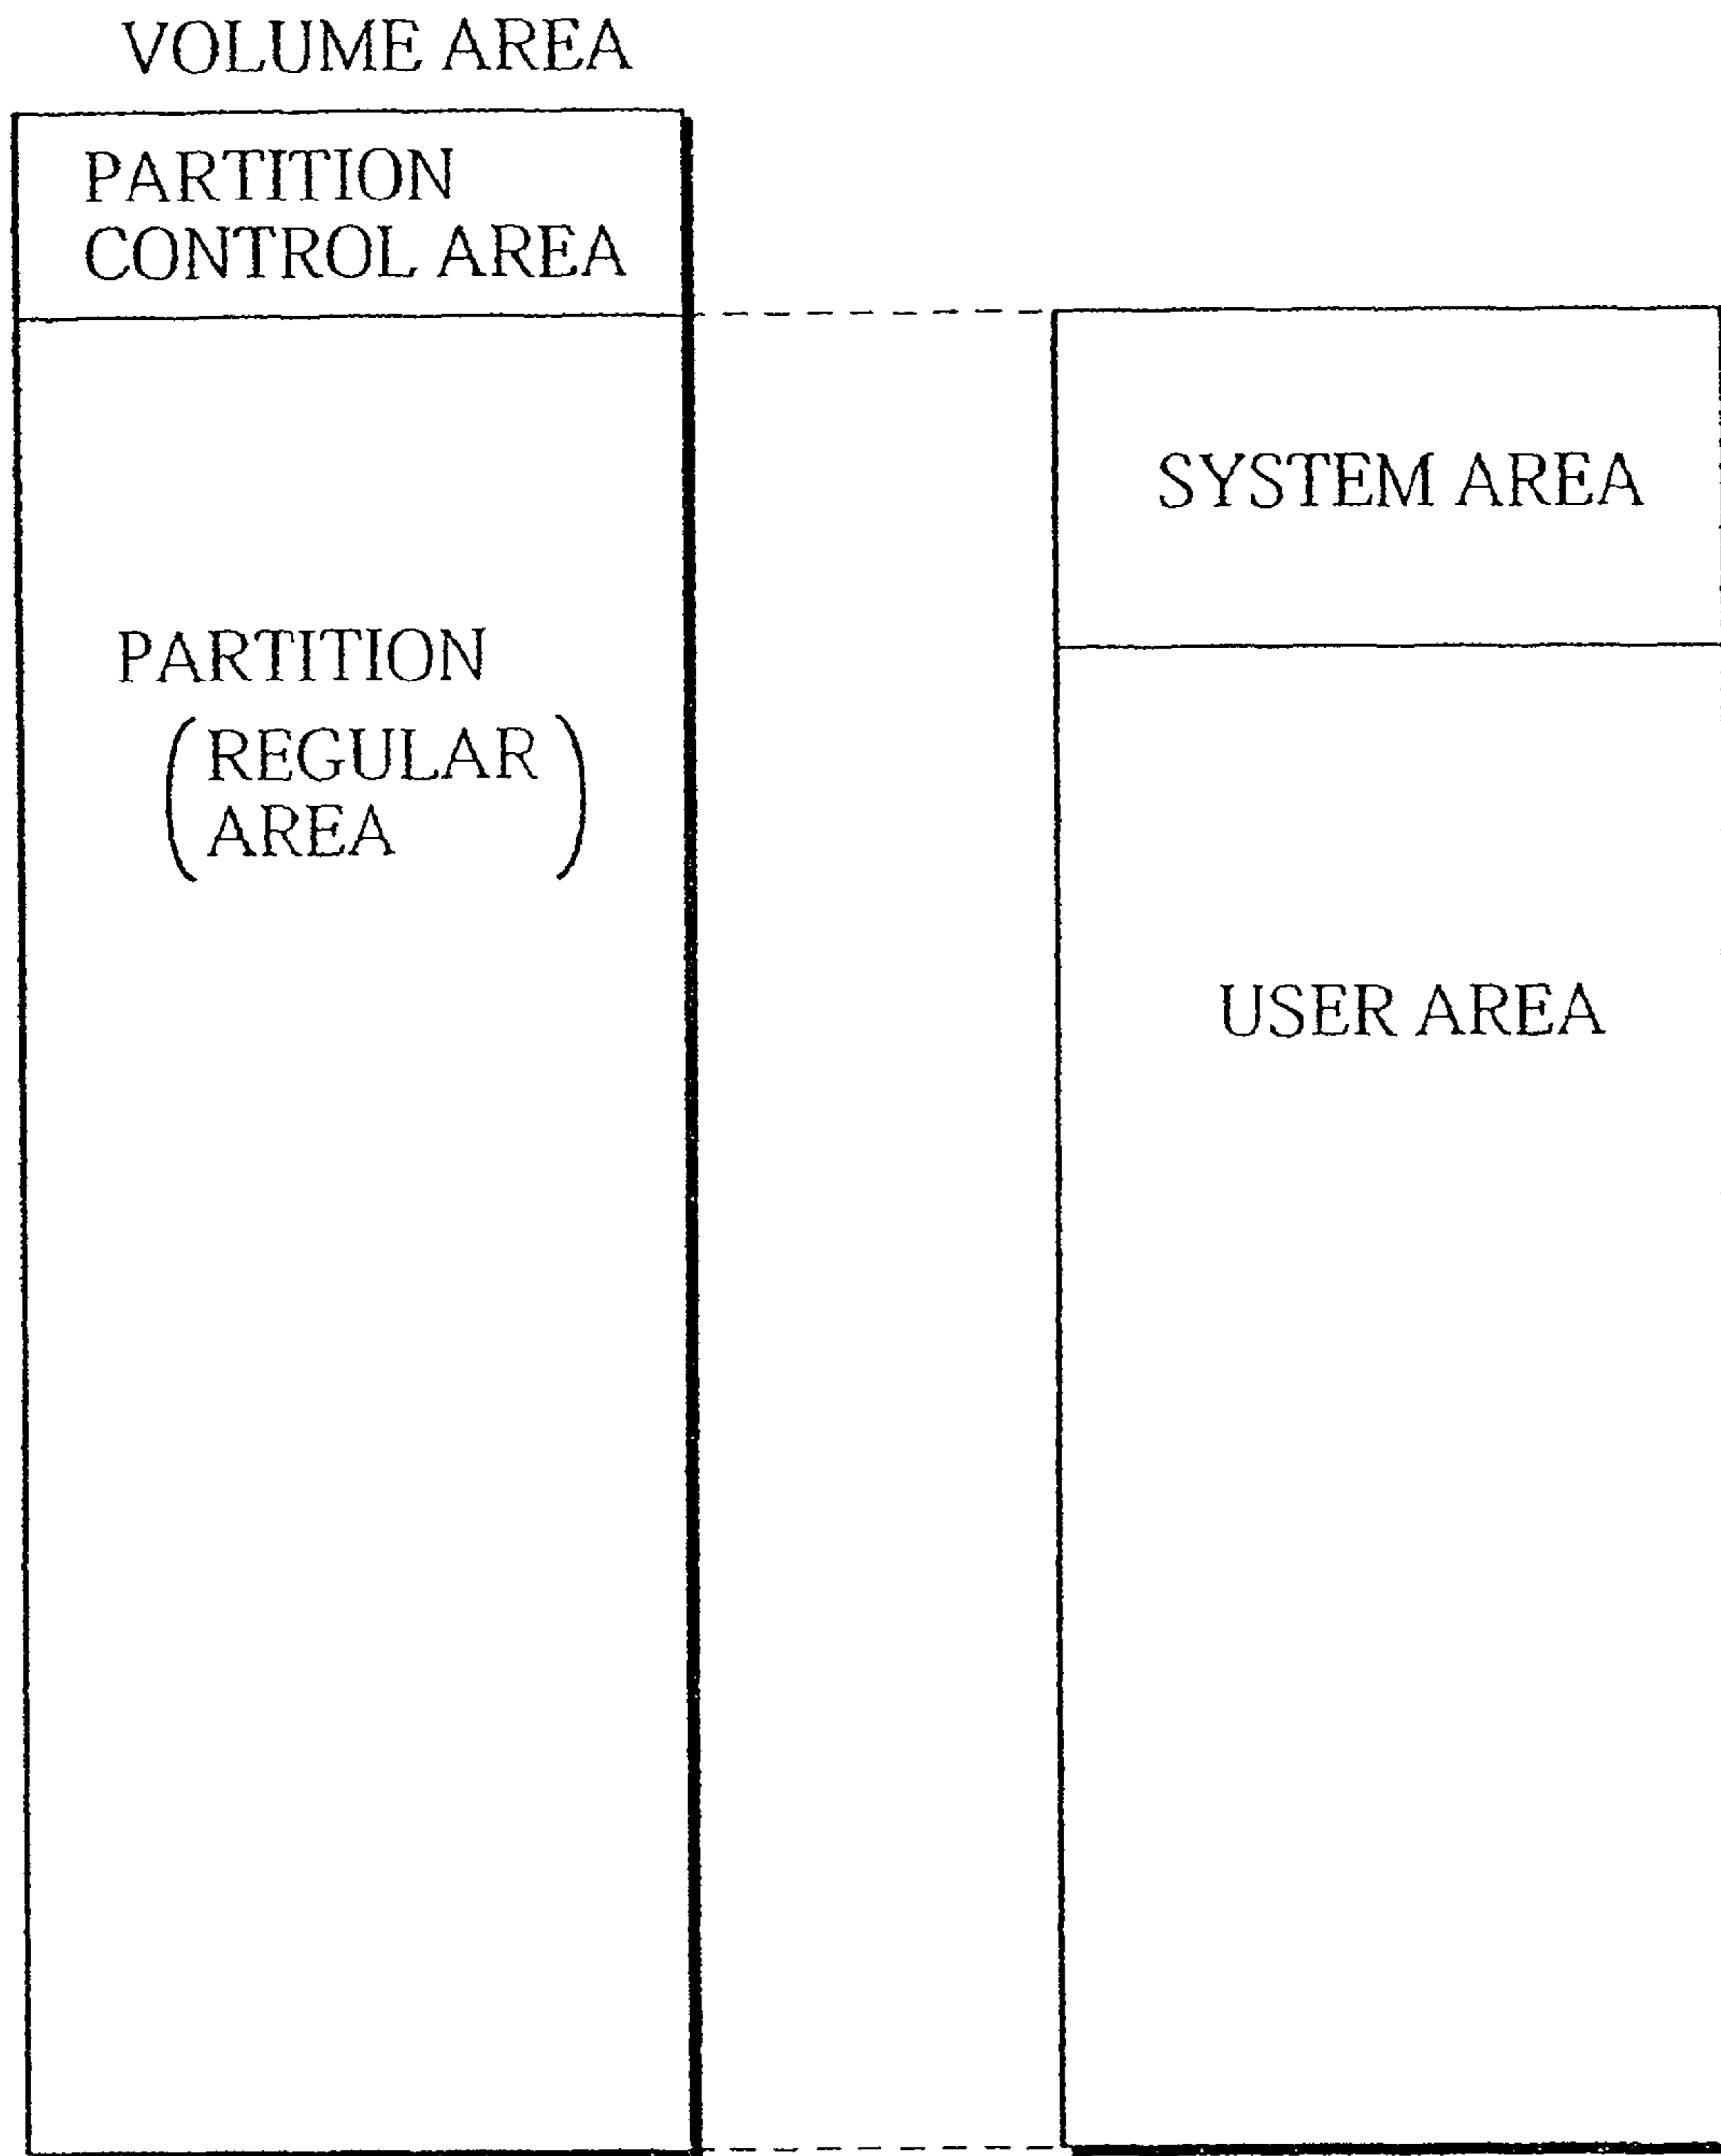 VOLUME AREA
PARTITION
CONTROL AREA
PARTITION
(REGULAR
AREA)
SYSTEM AREA
USER AREA